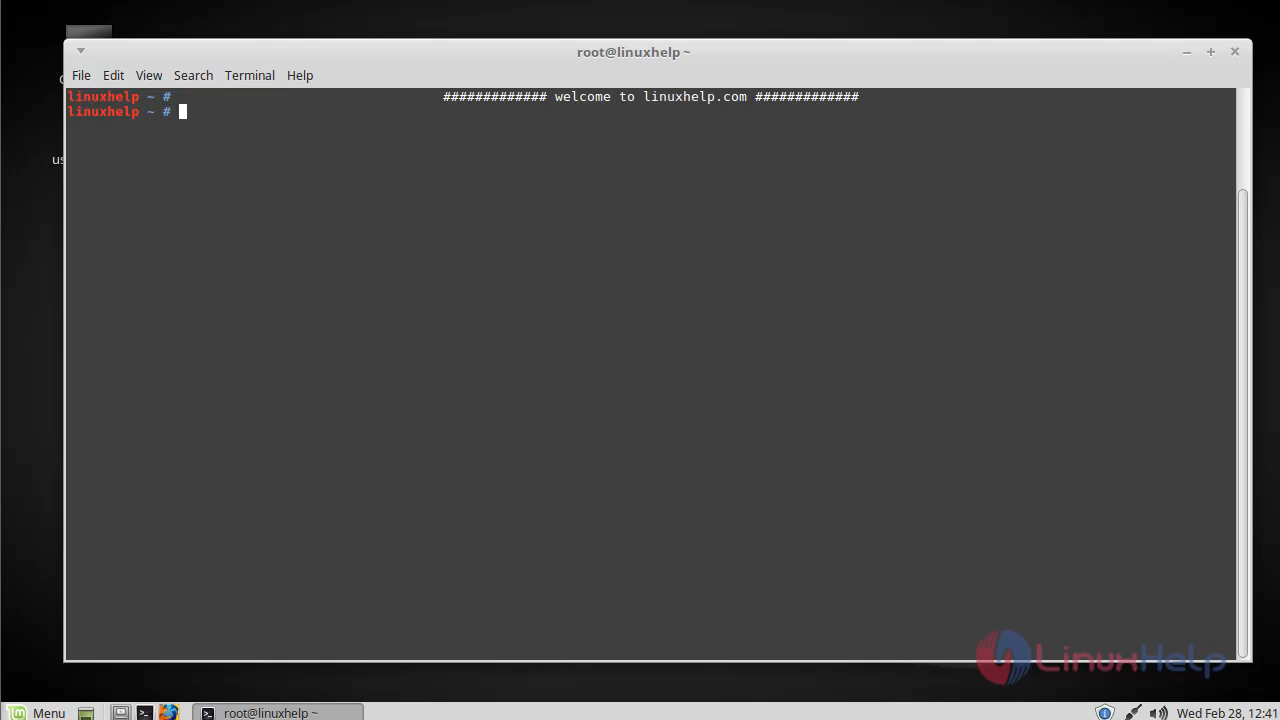 root@linuxhelp ~
File Edit View Search Terminal Help
linuxhelp ~ # ############# welcome to linuxhelp.com #############
linuxhelp ~ #
us
LinuxHelp
Menu
root@linuxhelp ~
Wed Feb 28, 12:41